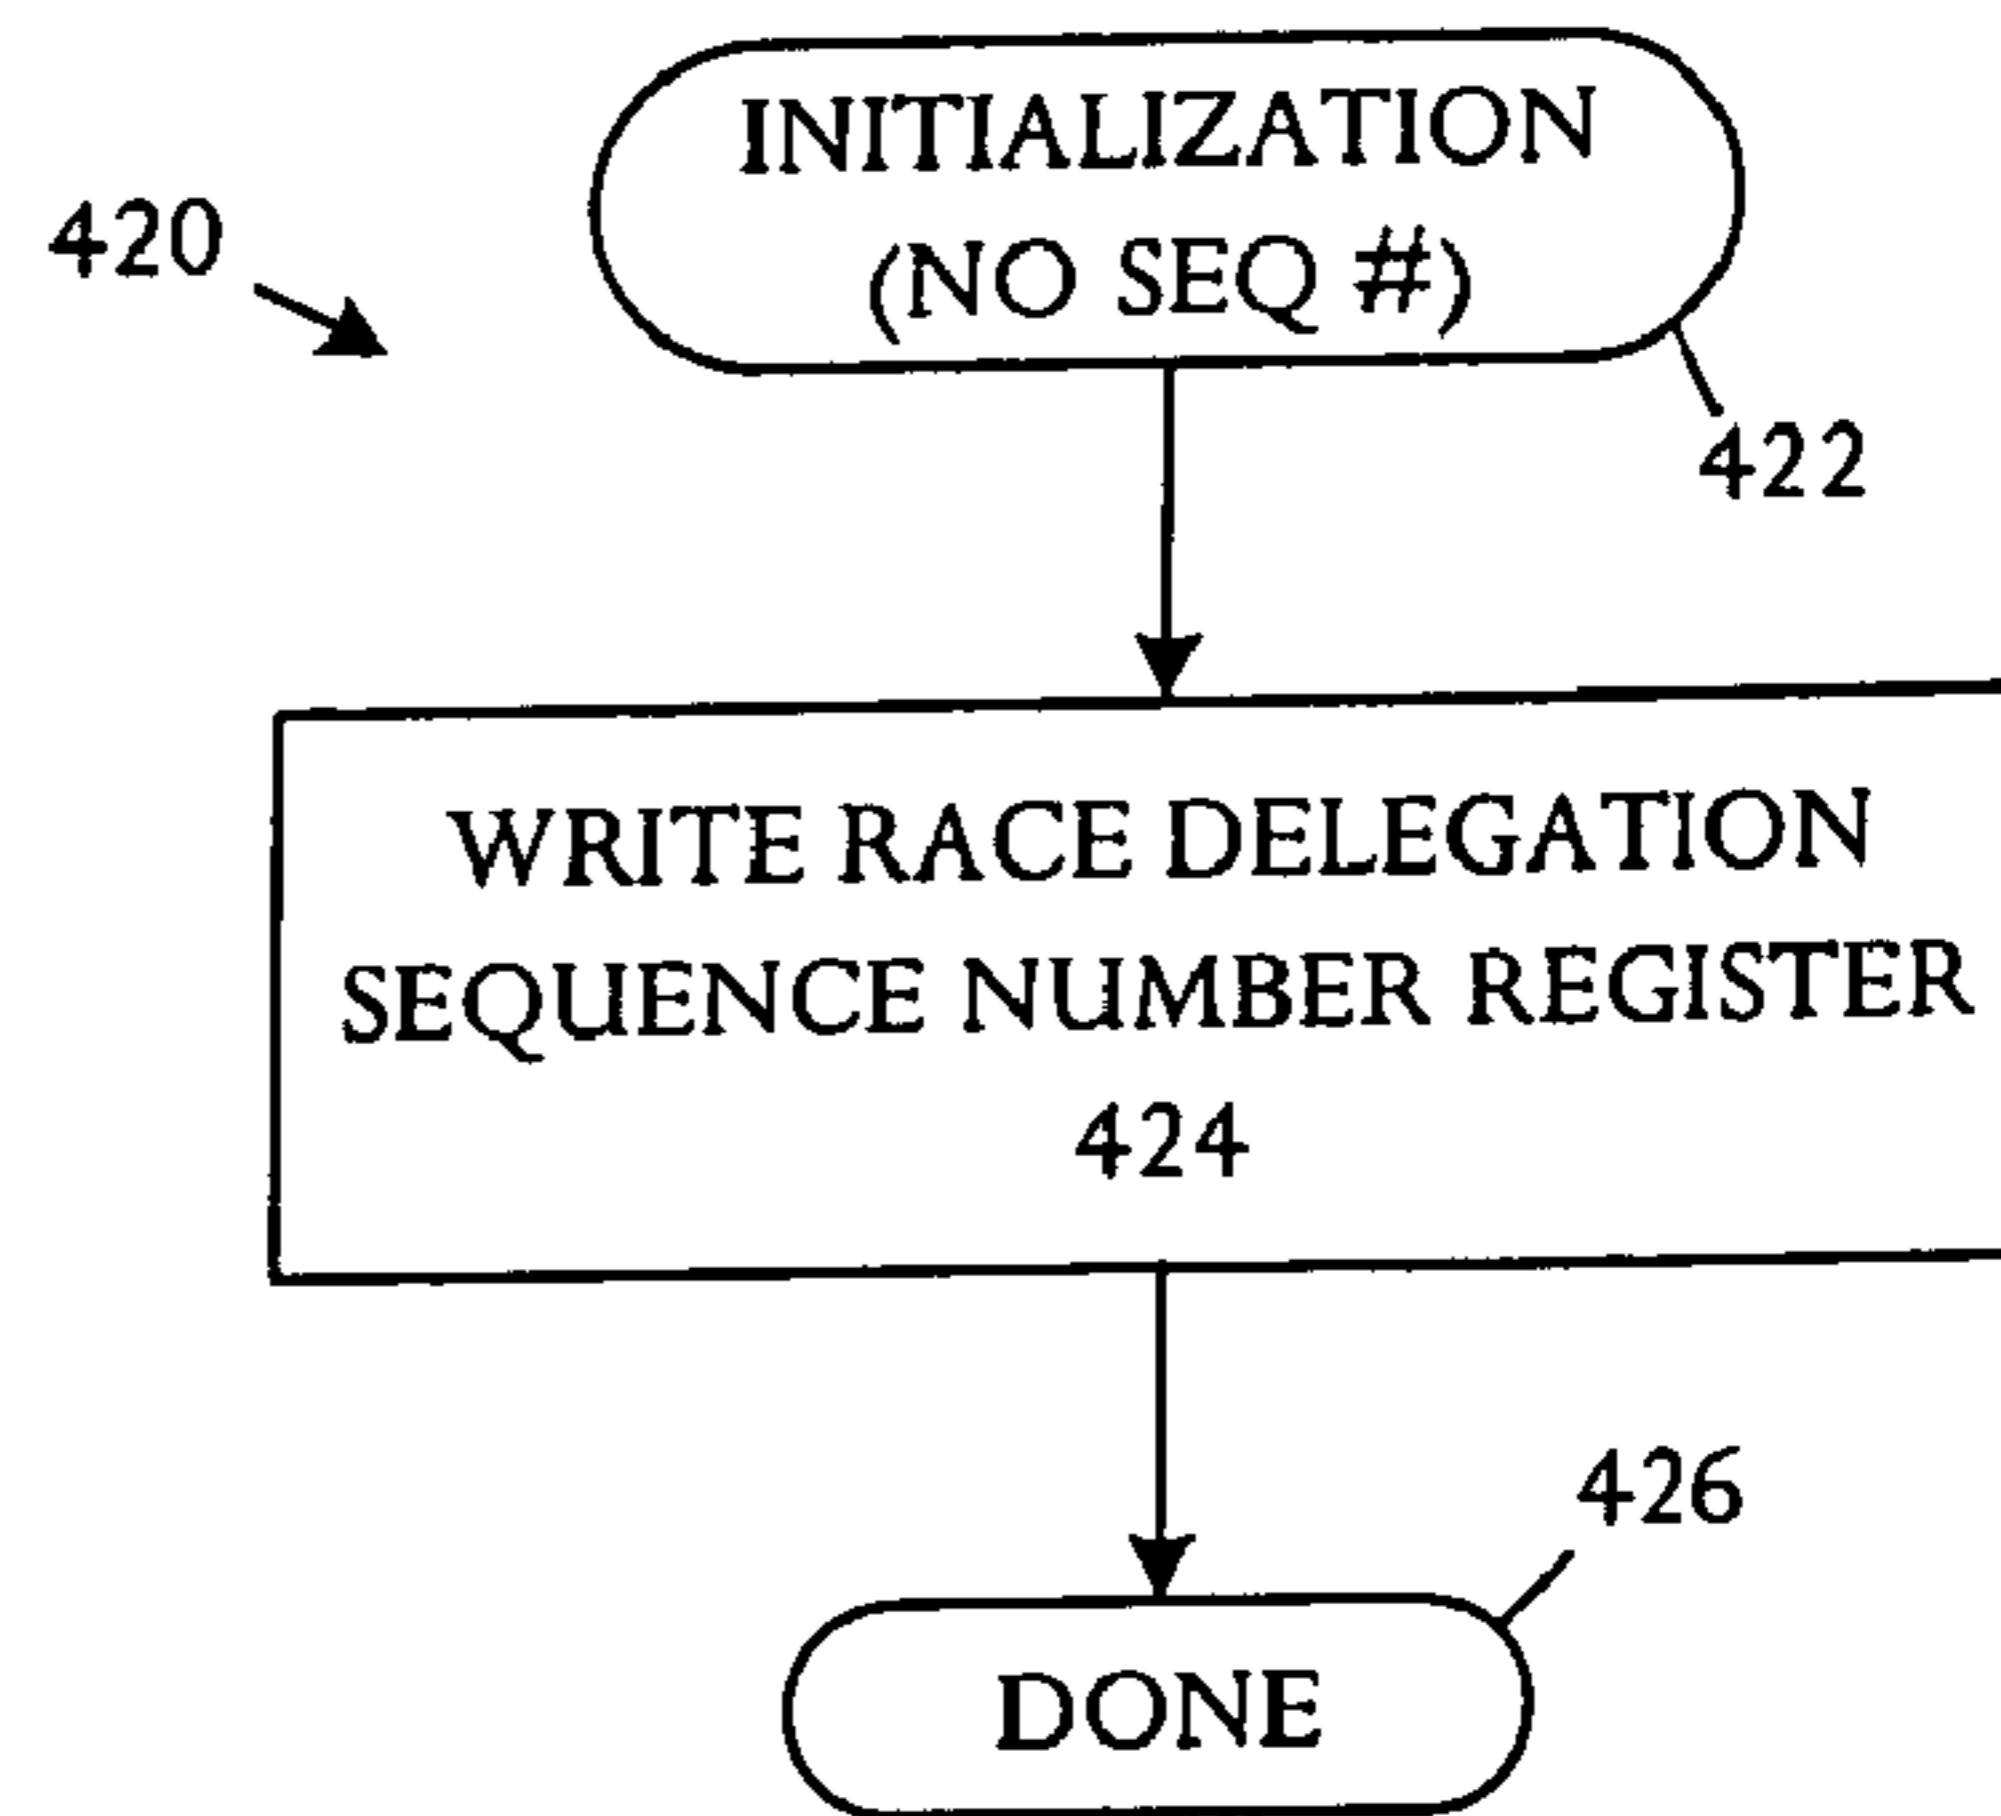 INITIALIZATION
(NO SEQ #)
420
422
WRITE RACE DELEGATION
SEQUENCE NUMBER REGISTER
424
426
DONE